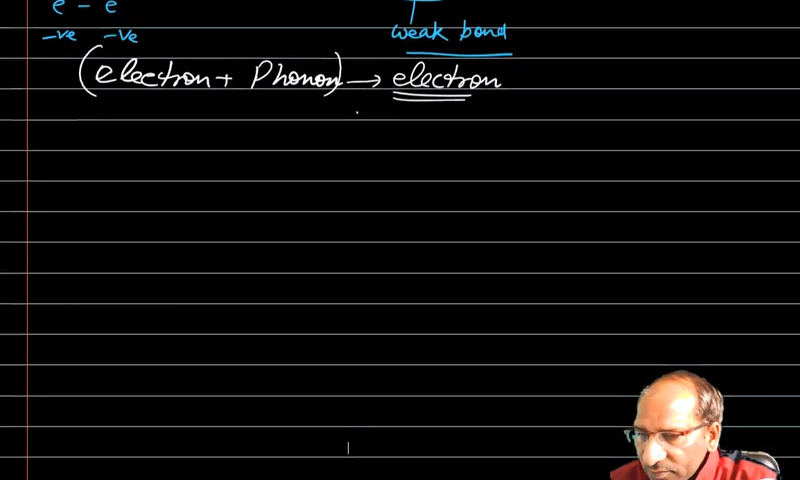 e - e
-ve -ve
weak bond
(electron + Phonon) → electron